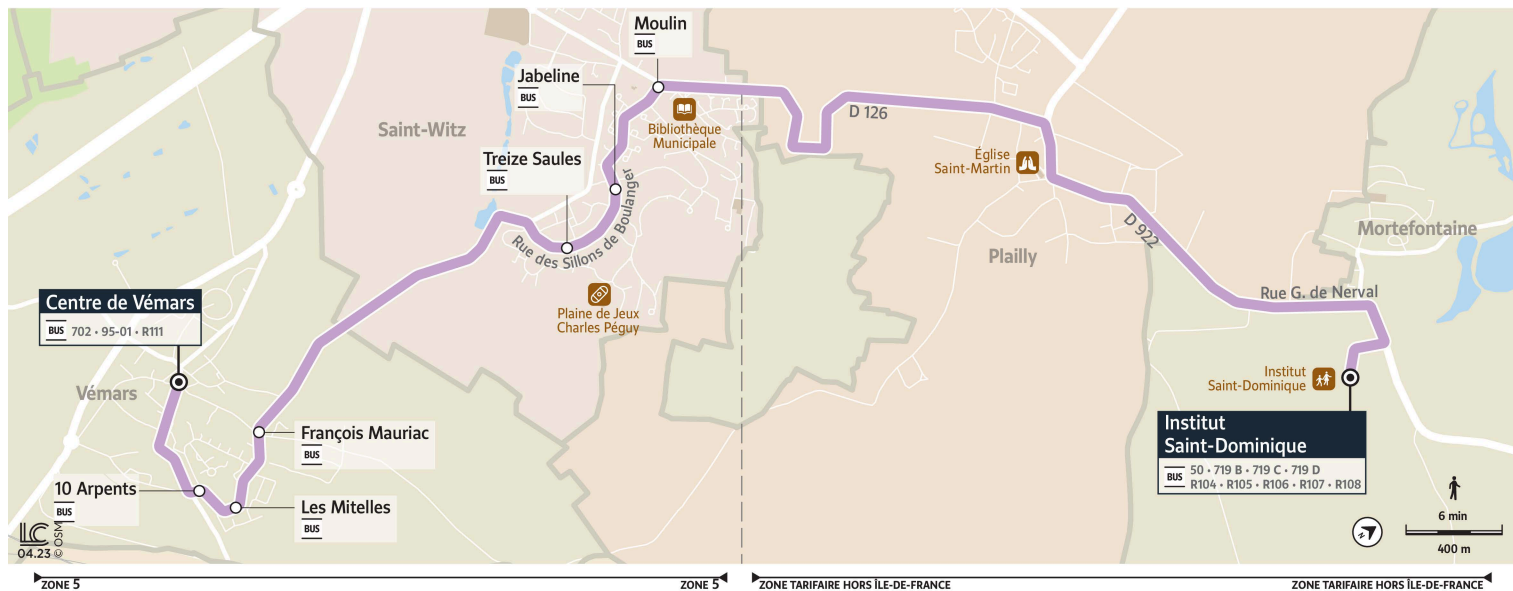 Moulin
BUS
Jabeline
BUS
Saint-Witz
Bibliothèque
Municipale
D 126
Treize Saules
BUS
Église
Saint-Martin
Rue des Sillons de Boulanger
D 922
Mortefontaine
Plailly
Centre de Vémars
BUS 702 • 95-01 • R111
Plaine de Jeux
Charles Péguy
Rue G. de Nerval
Vémars
Institut
Saint-Dominique
Institut
Saint-Dominique
BUS 50 • 719 B • 719 C • 719 D
R104 • R105 • R106 • R107 • R108
François Mauriac
BUS
10 Arpents
BUS
Les Mitelles
BUS
LC
04.23 © OSM
N
6 min
400 m
ZONE 5
ZONE 5
ZONE TARIFAIRE HORS ÎLE-DE-FRANCE
ZONE TARIFAIRE HORS ÎLE-DE-FRANCE